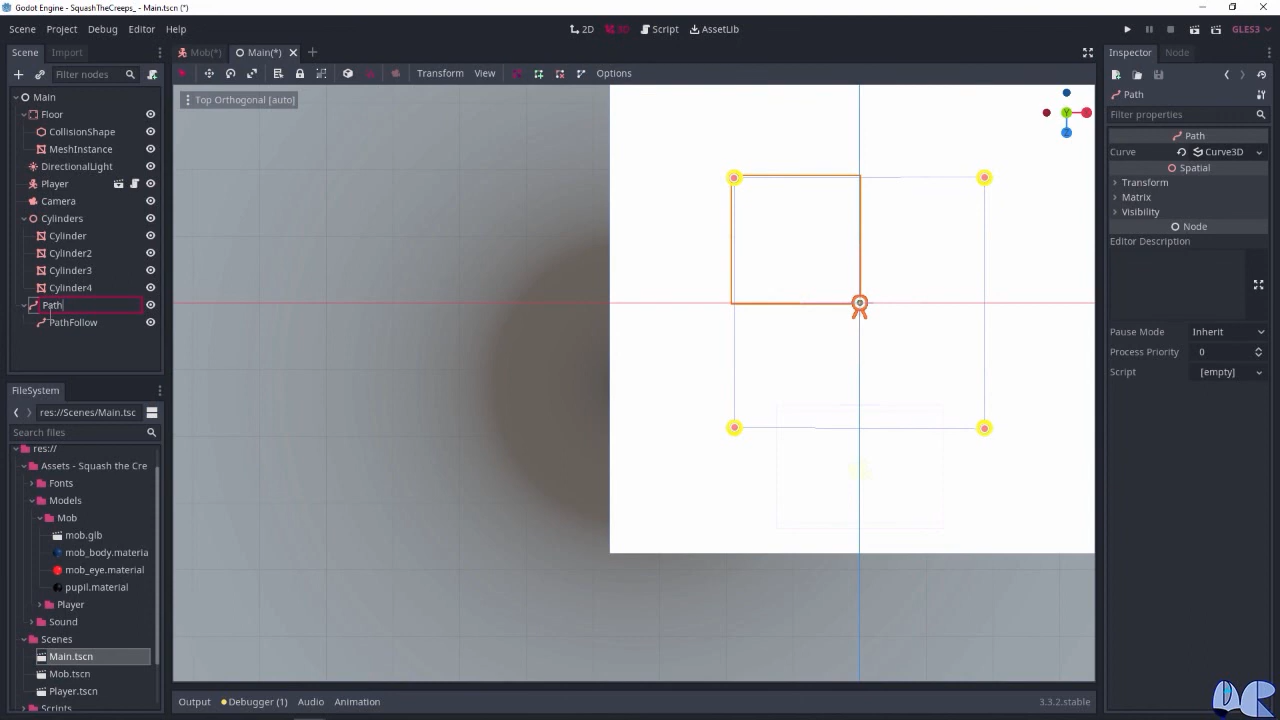 Godot Engine - SquashTheCreeps_ - Main.tscn (*)
Scene Project Debug Editor Help
2D 3D Script AssetLib
GLES3
Scene Import
Mob(*) Main(*)
Inspector Node
Filter nodes
Transform View Options
Top Orthogonal [auto]
Main
Floor
CollisionShape
MeshInstance
DirectionalLight
Player
Camera
Cylinders
Cylinder
Cylinder2
Cylinder3
Cylinder4
Path
PathFollow
FileSystem
res://Scenes/Main.tsc
Search files
res://
Assets - Squash the Cre
Fonts
Models
Mob
mob.glb
mob_body.materia
mob_eye.material
pupil.material
Player
Sound
Scenes
Main.tscn
Mob.tscn
Player.tscn
Scripts
Path
Filter properties
Path
Curve Curve3D
Spatial
Transform
Matrix
Visibility
Node
Editor Description
Pause Mode Inherit
Process Priority 0
Script [empty]
Y
Z
Output Debugger (1) Audio Animation
3.3.2.stable